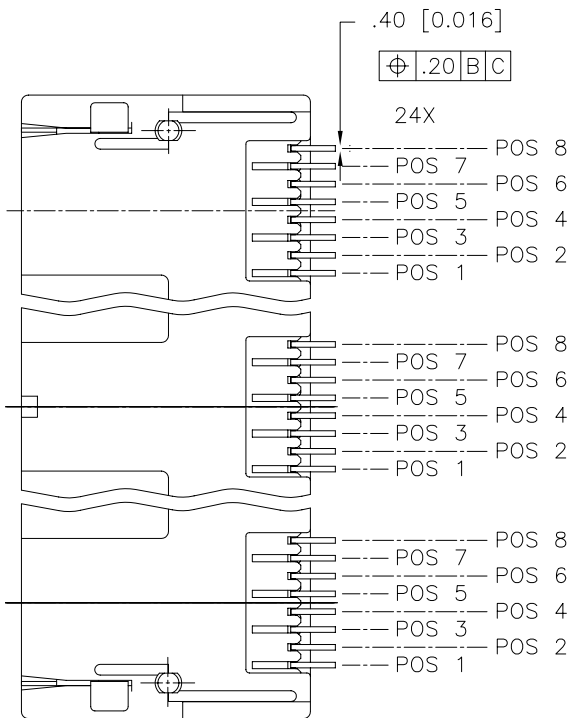 .40 [0.016]
⌖ .20 B C
24X
POS 8
POS 7
POS 6
POS 5
POS 4
POS 3
POS 2
POS 1
POS 8
POS 7
POS 6
POS 5
POS 4
POS 3
POS 2
POS 1
POS 8
POS 7
POS 6
POS 5
POS 4
POS 3
POS 2
POS 1